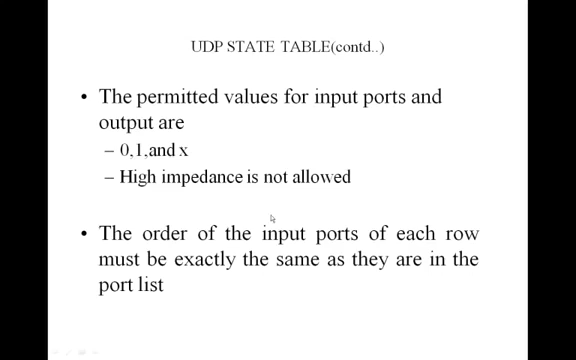 UDP STATE TABLE(contd..)
• The permitted values for input ports and
output are
– 0,1,and x
– High impedance is not allowed
• The order of the input ports of each row
must be exactly the same as they are in the
port list